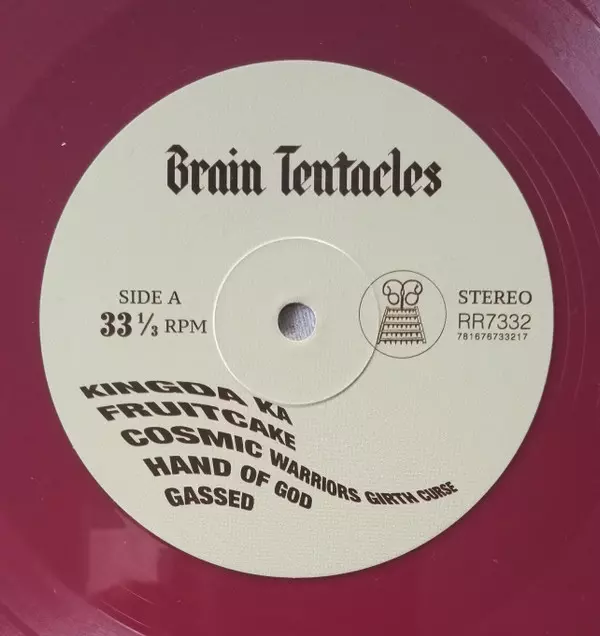 Brain Tentacles
SIDE A
33 1/3 RPM
STEREO
RR7332
781676733217
KINGDA KA
FRUITCAKE
COSMIC WARRIORS GIRTH CURSE
HAND OF GOD
GASSED